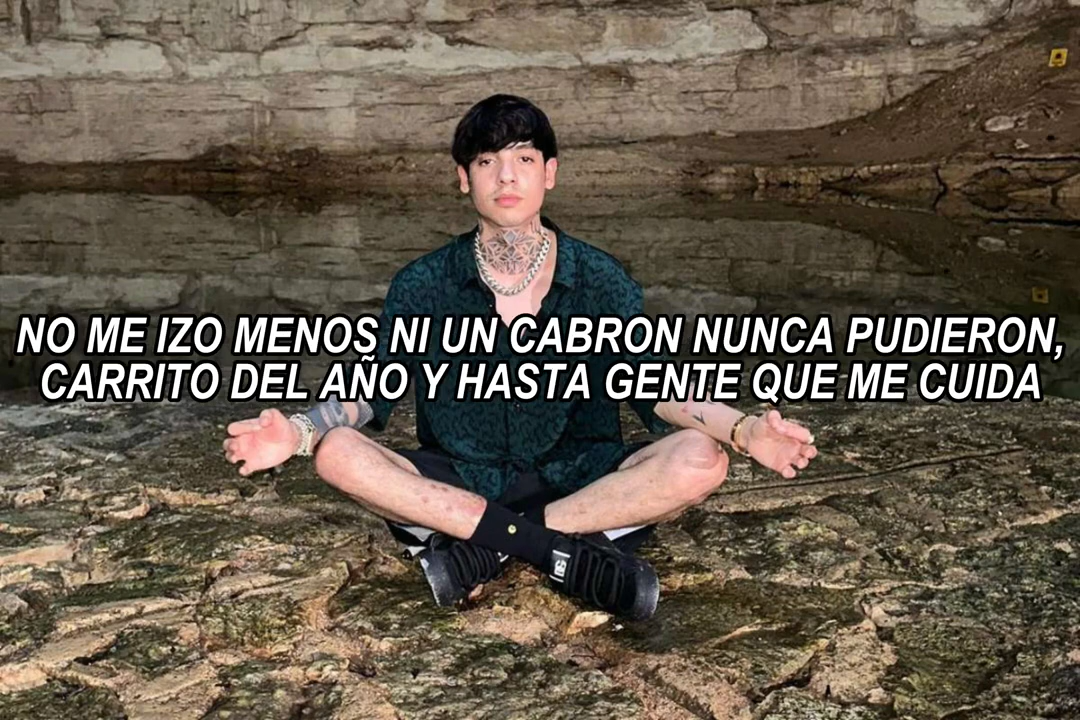 NO ME IZO MENOS NI UN CABRON NUNCA PUDIERON,
CARRITO DEL AÑO Y HASTA GENTE QUE ME CUIDA